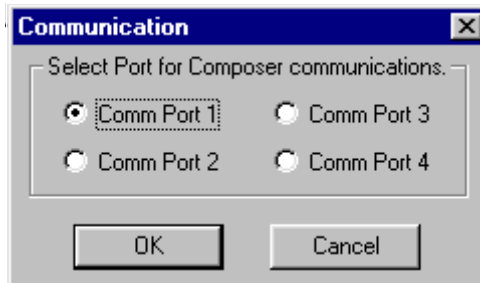 Communication
Select Port for Composer communications.
Comm Port 1 Comm Port 3
Comm Port 2 Comm Port 4
OK Cancel